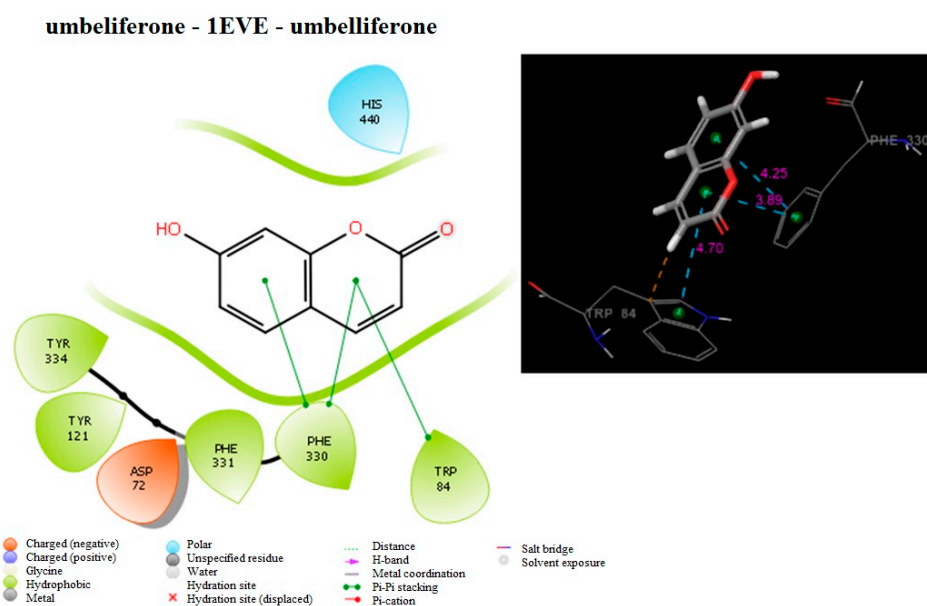 umbeliferone - 1EVE - umbelliferone
HIS
440
HO
O
O
TYR
334
TYR
121
ASP
72
PHE
331
PHE
330
TRP
84
PHE 330
4.25
3.89
4.70
TRP 84
Charged (negative)
Charged (positive)
Glycine
Hydrophobic
Metal
Polar
Unspecified residue
Water
Hydration site
Hydration site (displaced)
Distance
H-band
Metal coordination
Pi-Pi stacking
Pi-cation
Salt bridge
Solvent exposure